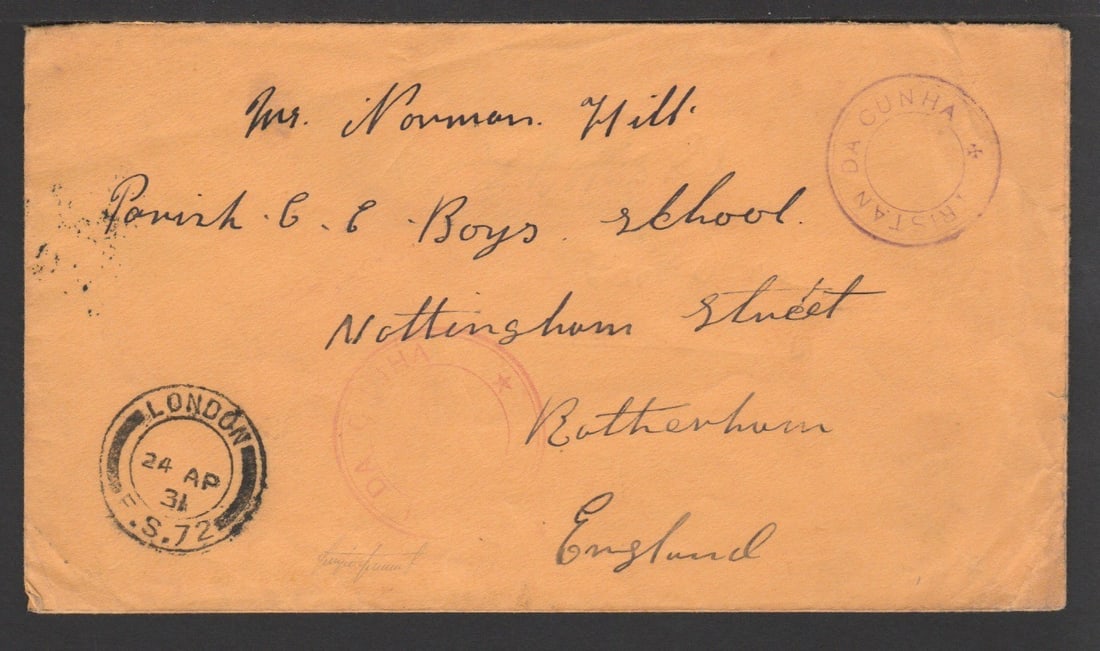 Mr. Norman Hill
Parish. C. E. Boys School.
Nottingham Street
Rotherham
England
TRISTAN DA CUNHA
DA CUNHA
LONDON
24 AP
31
F.S.72